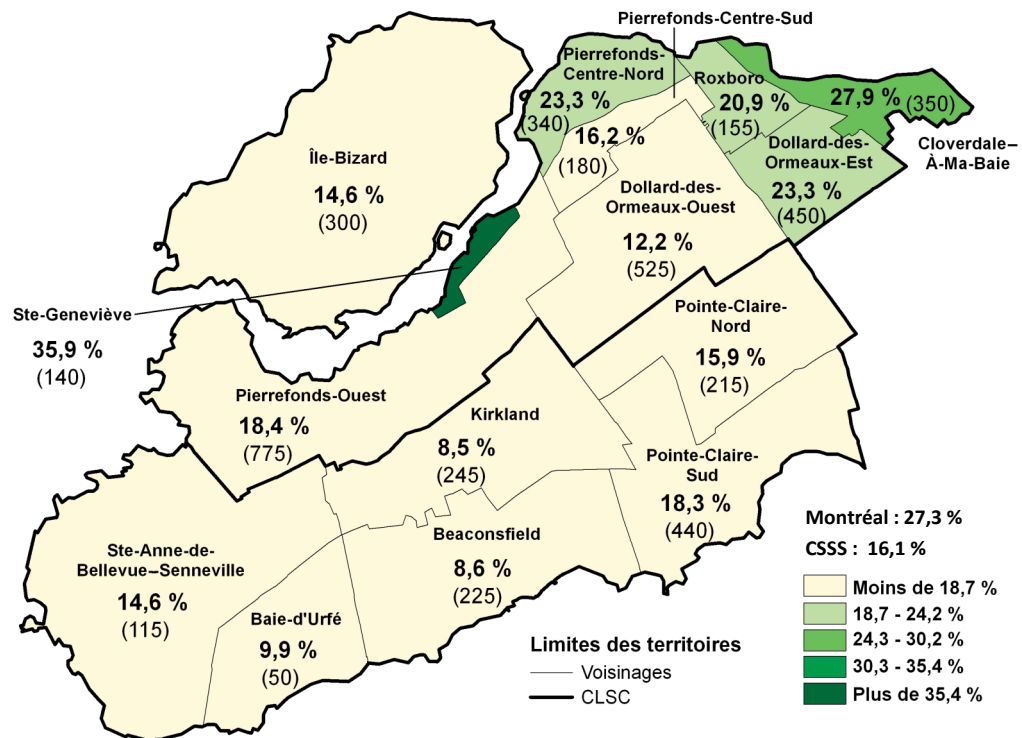 Pierrefonds-Centre-Sud
Pierrefonds-
Centre-Nord
23,3 %
(340)
16,2 %
(180)
Roxboro
20,9 %
(155)
27,9 % (350)
Cloverdale–
À-Ma-Baie
Dollard-des-
Ormeaux-Est
23,3 %
(450)
Île-Bizard
14,6 %
(300)
Dollard-des-
Ormeaux-Ouest
12,2 %
(525)
Ste-Geneviève
35,9 %
(140)
Pointe-Claire-
Nord
15,9 %
(215)
Pierrefonds-Ouest
18,4 %
(775)
Kirkland
8,5 %
(245)
Pointe-Claire-
Sud
18,3 %
(440)
Ste-Anne-de-
Bellevue–Senneville
14,6 %
(115)
Beaconsfield
8,6 %
(225)
Baie-d'Urfé
9,9 %
(50)
Limites des territoires
Voisinages
CLSC
Montréal : 27,3 %
CSSS : 16,1 %
Moins de 18,7 %
18,7 - 24,2 %
24,3 - 30,2 %
30,3 - 35,4 %
Plus de 35,4 %